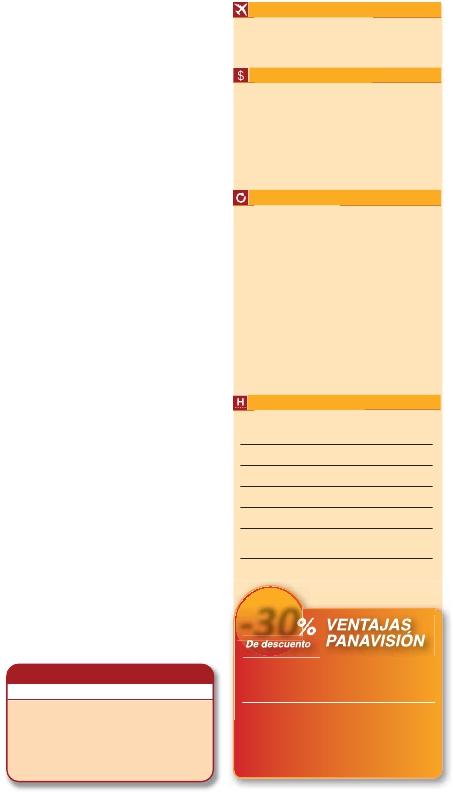 $
H
-30%
De descuento
VENTAJAS
PANAVISIÓN